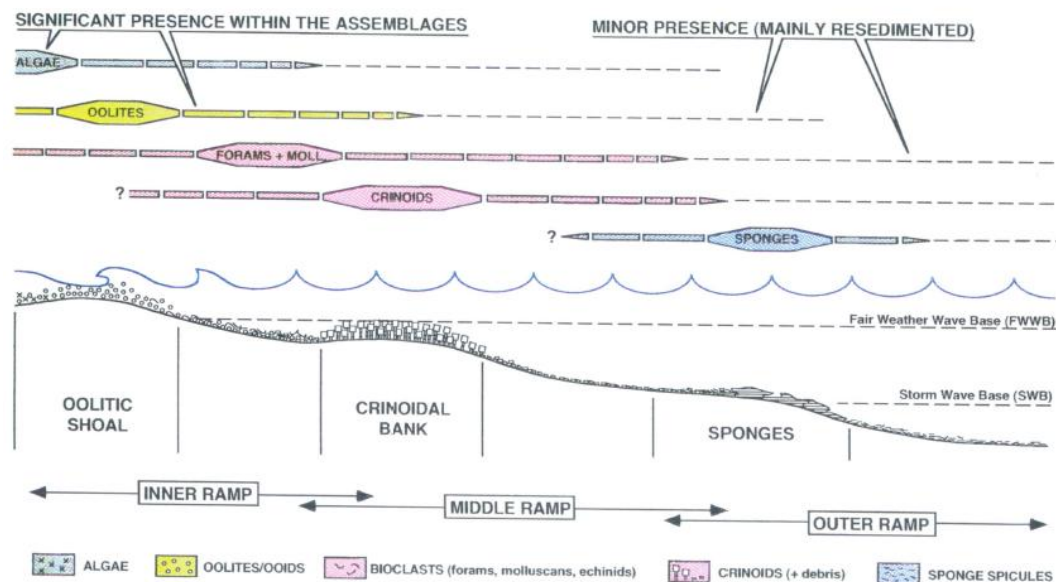 SIGNIFICANT PRESENCE WITHIN THE ASSEMBLAGES
MINOR PRESENCE (MAINLY RESEDIMENTED)
ALGAE
OOLITES
FORAMS + MOLL
?
CRINOIDS
?
SPONGES
Fair Weather Wave Base (FWWB)
Storm Wave Base (SWB)
OOLITIC
SHOAL
CRINOIDAL
BANK
SPONGES
INNER RAMP
MIDDLE RAMP
OUTER RAMP
ALGAE
OOLITES/OOIDS
BIOCLASTS (forams, molluscans, echinids)
CRINOIDS (+ debris)
SPONGE SPICULES